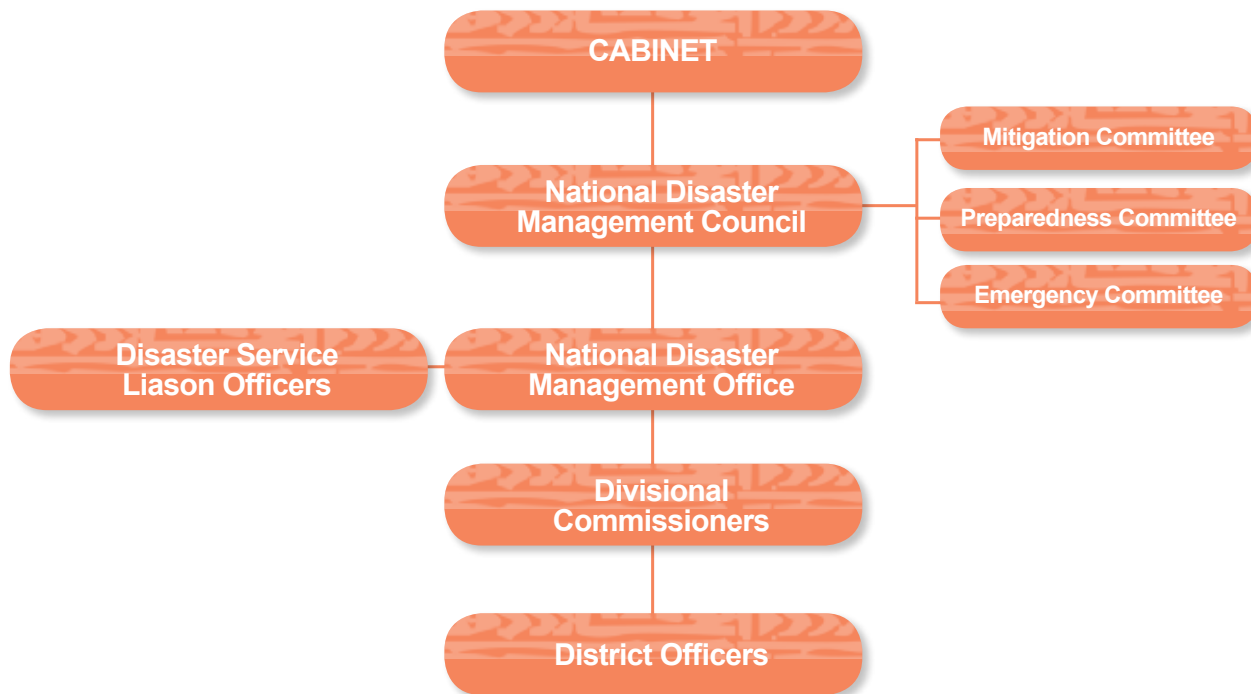 CABINET
Mitigation Committee
National Disaster
Management Council
Preparedness Committee
Emergency Committee
Disaster Service
Liason Officers
National Disaster
Management Office
Divisional
Commissioners
District Officers